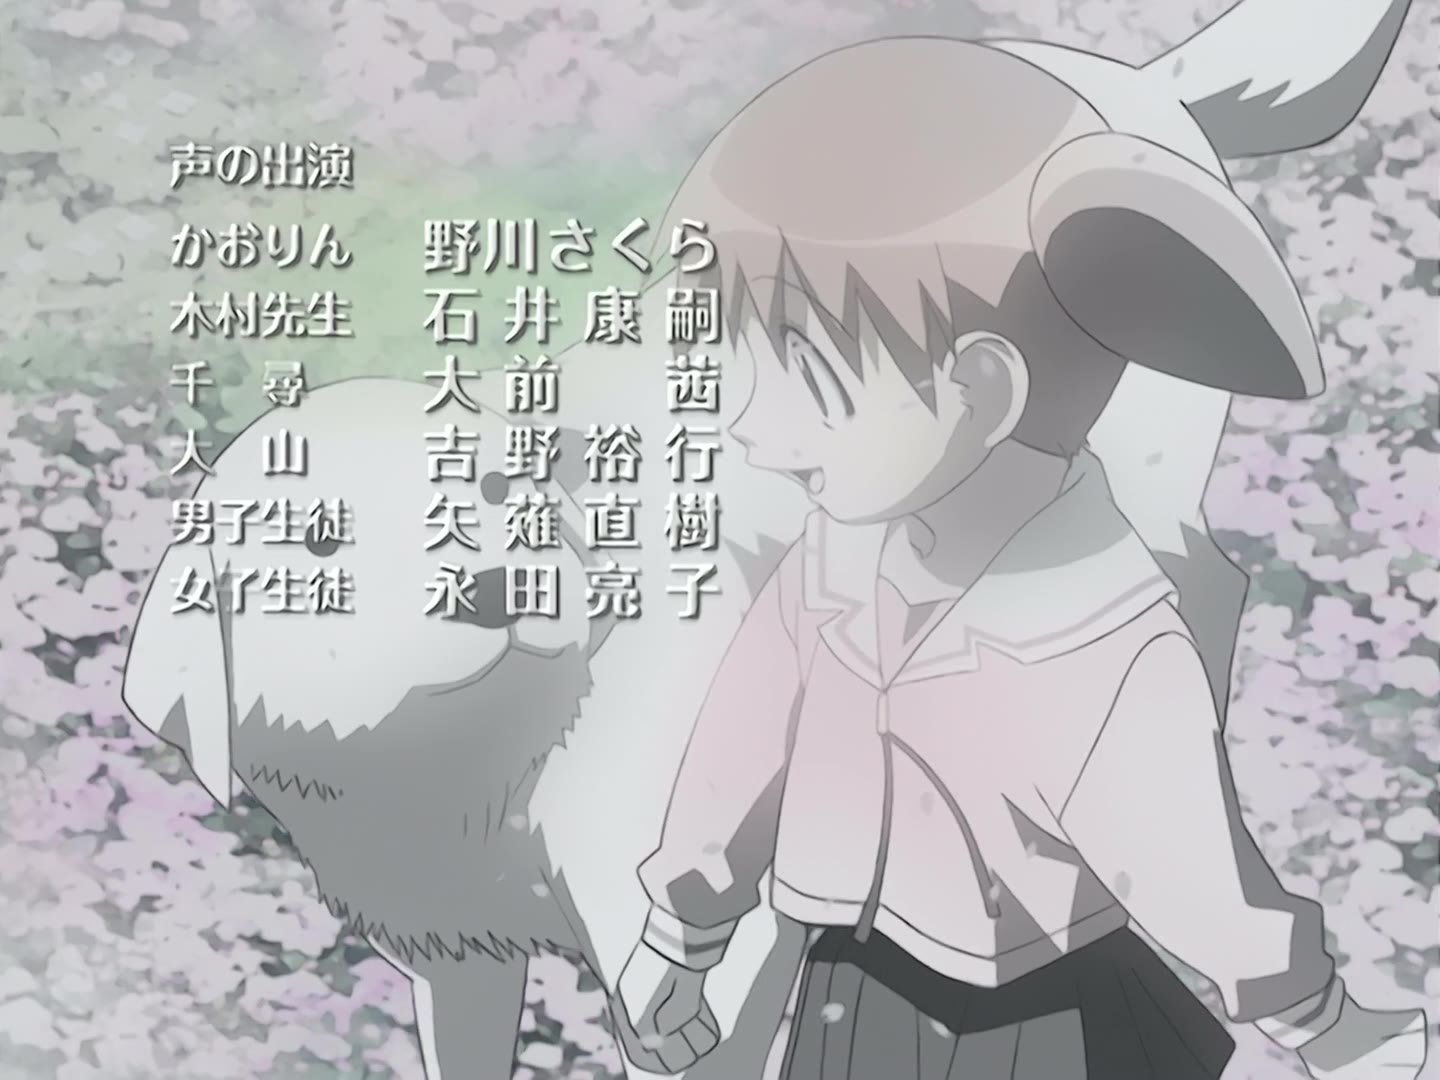 声の出演
かおりん 野川さくら
木村先生 石井康嗣
千尋 大前茜
大山 吉野裕行
男子生徒 矢薙直樹
女子生徒 永田亮子